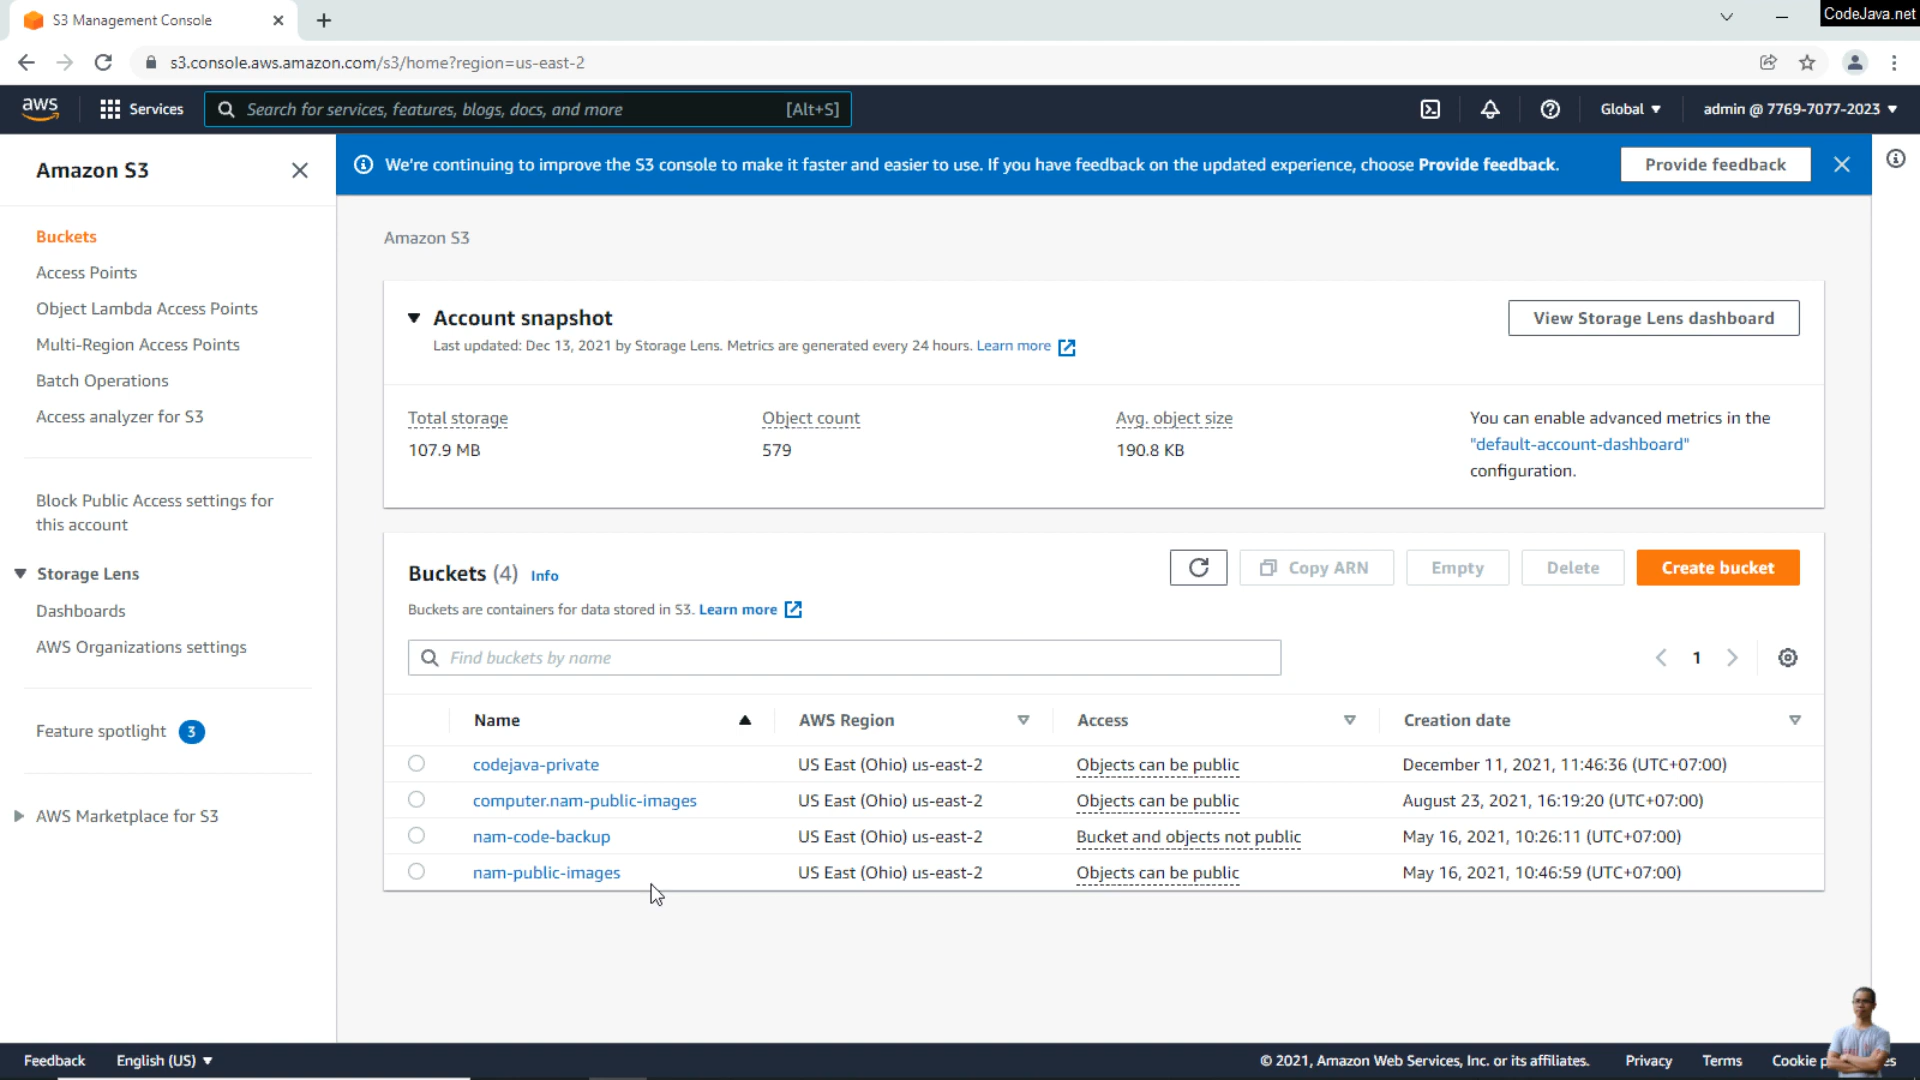 S3 Management Console
CodeJava.net
s3.console.aws.amazon.com/s3/home?region=us-east-2
aws
Services
Search for services, features, blogs, docs, and more
[Alt+S]
Global
admin @ 7769-7077-2023
Amazon S3
Buckets
Access Points
Object Lambda Access Points
Multi-Region Access Points
Batch Operations
Access analyzer for S3
Block Public Access settings for
this account
Storage Lens
Dashboards
AWS Organizations settings
Feature spotlight 3
AWS Marketplace for S3
We're continuing to improve the S3 console to make it faster and easier to use. If you have feedback on the updated experience, choose Provide feedback.
Provide feedback
Amazon S3
Account snapshot
View Storage Lens dashboard
Last updated: Dec 13, 2021 by Storage Lens. Metrics are generated every 24 hours. Learn more
Total storage
107.9 MB
Object count
579
Avg. object size
190.8 KB
You can enable advanced metrics in the
"default-account-dashboard"
configuration.
Buckets (4) Info
Copy ARN
Empty
Delete
Create bucket
Buckets are containers for data stored in S3. Learn more
Find buckets by name
1
Name AWS Region Access Creation date
codejava-private US East (Ohio) us-east-2 Objects can be public December 11, 2021, 11:46:36 (UTC+07:00)
computer.nam-public-images US East (Ohio) us-east-2 Objects can be public August 23, 2021, 16:19:20 (UTC+07:00)
nam-code-backup US East (Ohio) us-east-2 Bucket and objects not public May 16, 2021, 10:26:11 (UTC+07:00)
nam-public-images US East (Ohio) us-east-2 Objects can be public May 16, 2021, 10:46:59 (UTC+07:00)
Feedback
English (US)
© 2021, Amazon Web Services, Inc. or its affiliates.
Privacy
Terms
Cookie